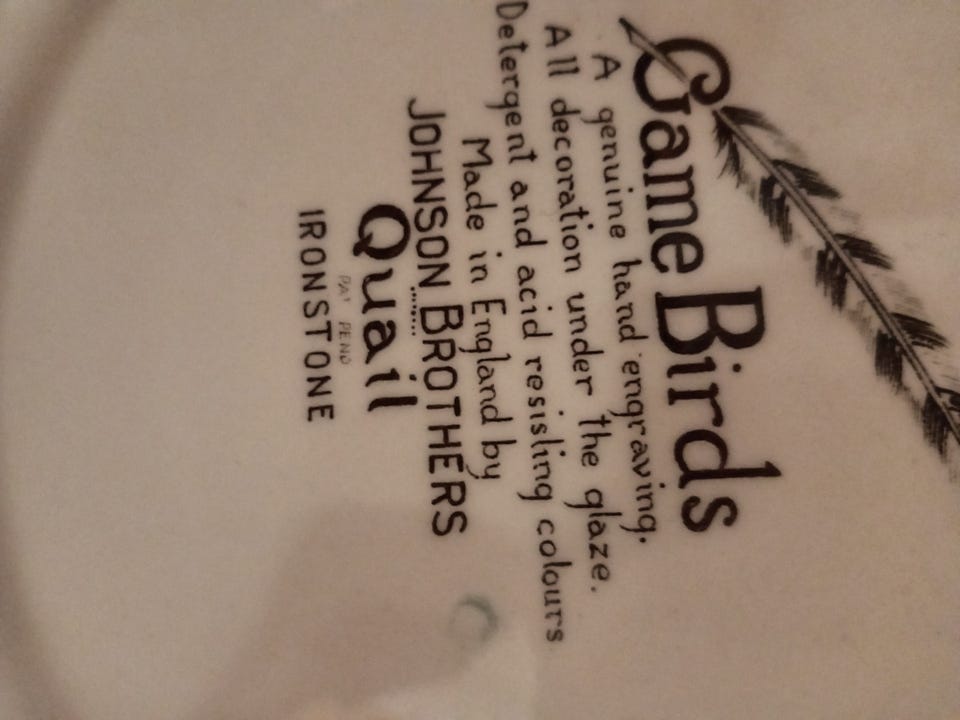 Game Birds
A genuine hand engraving.
All decoration under the glaze.
Detergent and acid resisting colours
Made in England by
JOHNSON BROTHERS
Quail
PAT PEND
IRONSTONE